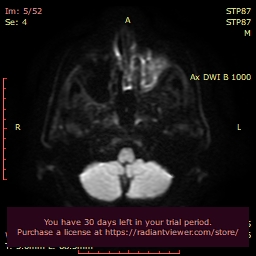 Im: 5/52
Se: 4
A
STP87
STP87
M
Ax DWI B 1000
R
L
You have 30 days left in your trial period.
Purchase a license at https://radiantviewer.com/store/